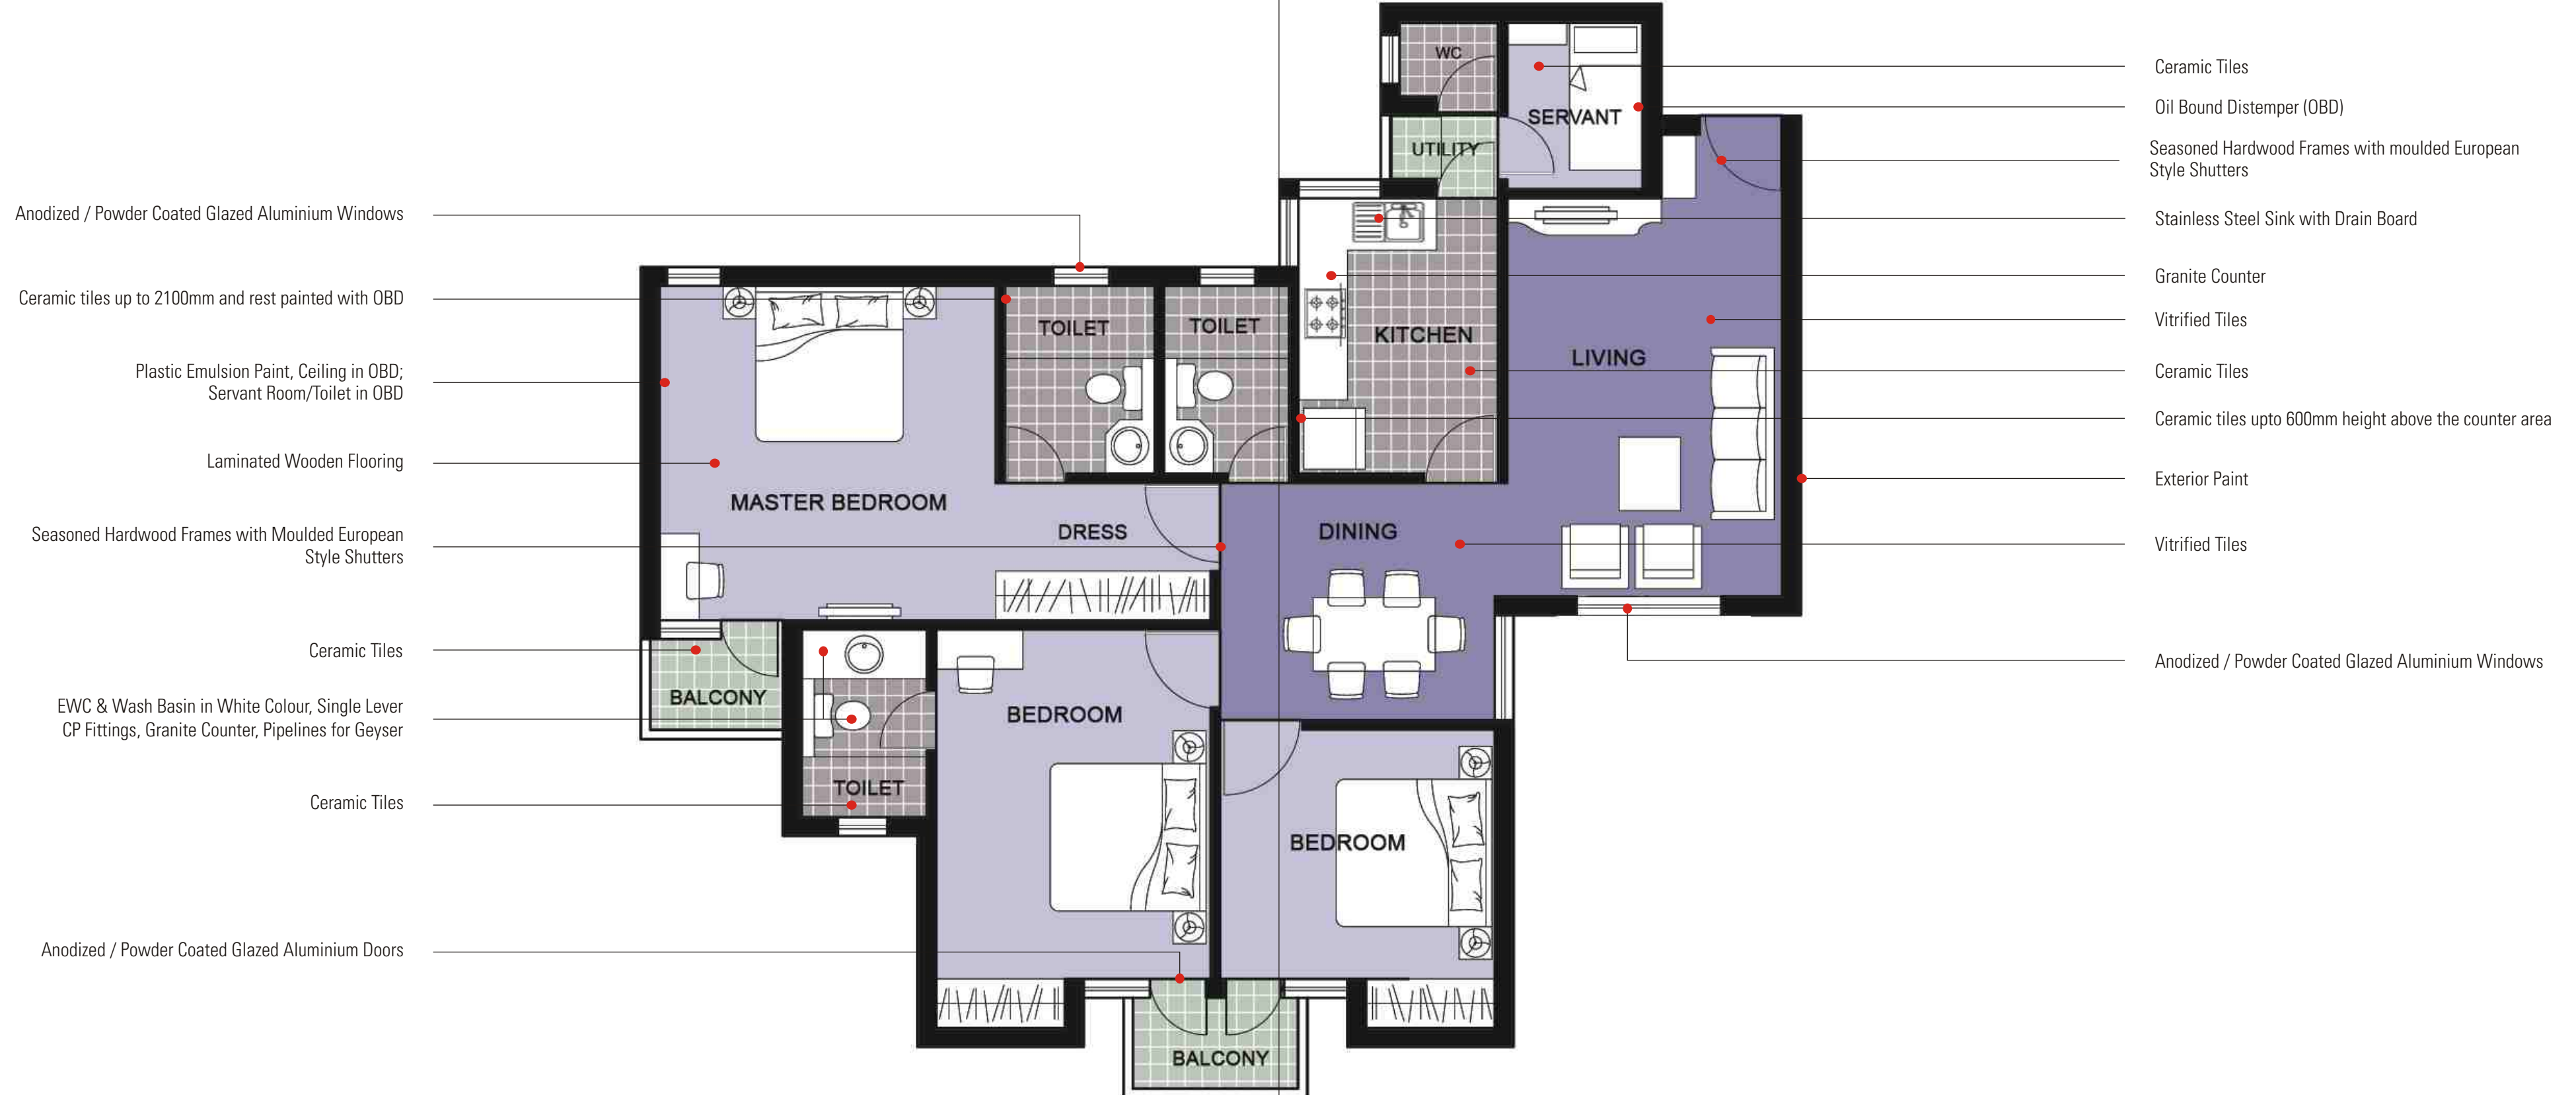 Anodized / Powder Coated Glazed Aluminium Windows
Ceramic tiles up to 2100mm and rest painted with OBD
Plastic Emulsion Paint, Ceiling in OBD;
Servant Room/Toilet in OBD
Laminated Wooden Flooring
Seasoned Hardwood Frames with Moulded European
Style Shutters
Ceramic Tiles
EWC & Wash Basin in White Colour, Single Lever
CP Fittings, Granite Counter, Pipelines for Geyser
Ceramic Tiles
Anodized / Powder Coated Glazed Aluminium Doors
WC
SERVANT
UTILITY
TOILET
TOILET
KITCHEN
LIVING
MASTER BEDROOM
DRESS
DINING
BALCONY
BEDROOM
TOILET
BEDROOM
BALCONY
Ceramic Tiles
Oil Bound Distemper (OBD)
Seasoned Hardwood Frames with moulded European
Style Shutters
Stainless Steel Sink with Drain Board
Granite Counter
Vitrified Tiles
Ceramic Tiles
Ceramic tiles upto 600mm height above the counter area
Exterior Paint
Vitrified Tiles
Anodized / Powder Coated Glazed Aluminium Windows